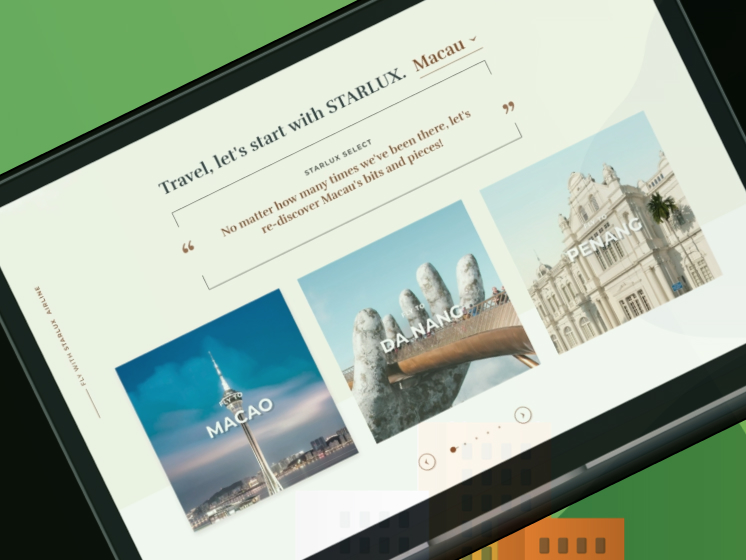 Travel, let's start with STARLUX. Macau
STARLUX SELECT
“ No matter how many times we've been there, let's ”
re-discover Macau's bits and pieces!
FLY WITH STARLUX AIRLINE
MACAO
DA NANG
PENANG